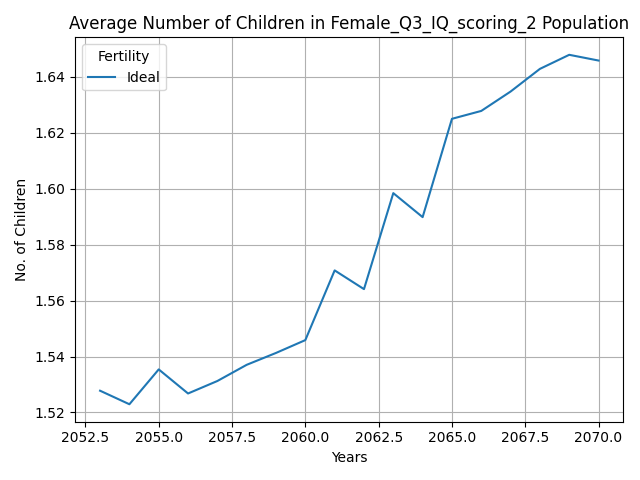 Average Number of Children in Female_Q3_IQ_scoring_2 Population
Fertility
Ideal
No. of Children
1.64
1.62
1.60
1.58
1.56
1.54
1.52
2052.5 2055.0 2057.5 2060.0 2062.5 2065.0 2067.5 2070.0
Years